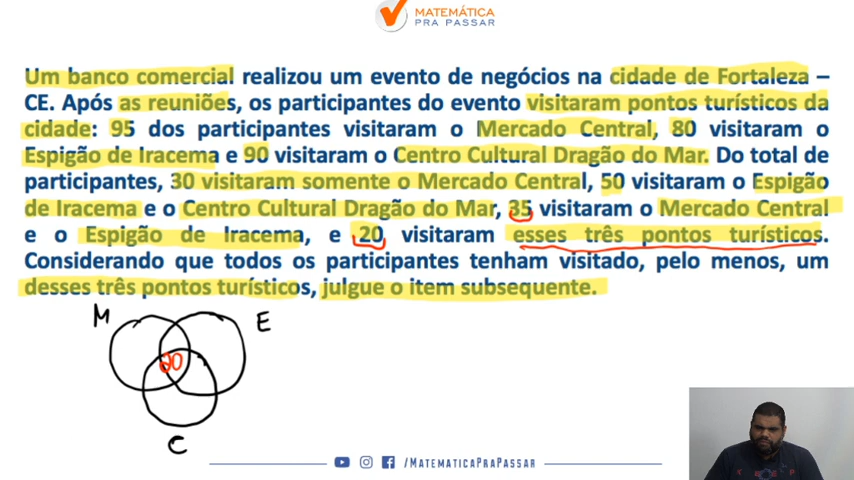 MATEMÁTICA
PRA PASSAR
Um banco comercial realizou um evento de negócios na cidade de Fortaleza –
CE. Após as reuniões, os participantes do evento visitaram pontos turísticos da
cidade: 95 dos participantes visitaram o Mercado Central, 80 visitaram o
Espigão de Iracema e 90 visitaram o Centro Cultural Dragão do Mar. Do total de
participantes, 30 visitaram somente o Mercado Central, 50 visitaram o Espigão
de Iracema e o Centro Cultural Dragão do Mar, 35 visitaram o Mercado Central
e o Espigão de Iracema, e 20 visitaram esses três pontos turísticos.
Considerando que todos os participantes tenham visitado, pelo menos, um
desses três pontos turísticos, julgue o item subsequente.
M
E
20
C
/MATEMATICAPRAPASSAR